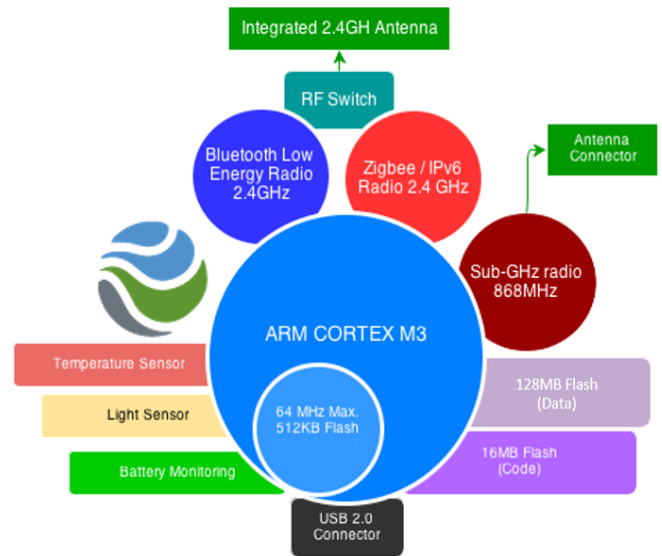 Integrated 2.4GH Antenna
RF Switch
Bluetooth Low
Energy Radio
2.4GHz
Zigbee / IPv6
Radio 2.4 GHz
Antenna
Connector
Sub-GHz radio
868MHz
ARM CORTEX M3
Temperature Sensor
Light Sensor
Battery Monitoring
64 MHz Max.
512KB Flash
128MB Flash
(Data)
16MB Flash
(Code)
USB 2.0
Connector